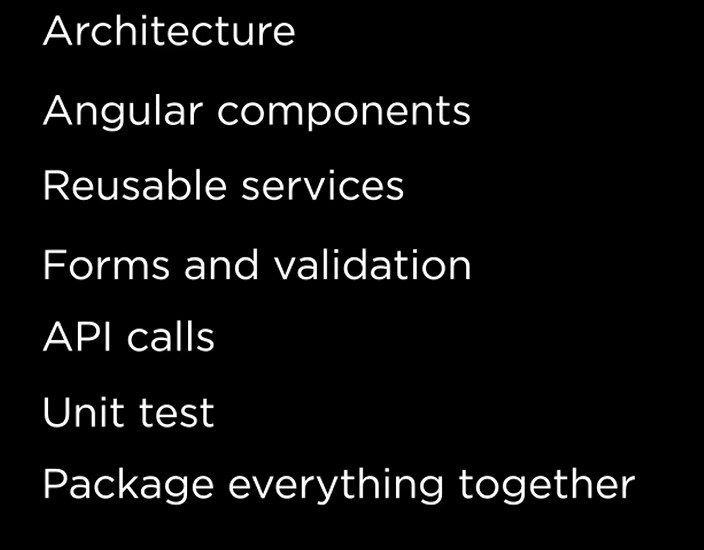 Architecture
Angular components
Reusable services
Forms and validation
API calls
Unit test
Package everything together